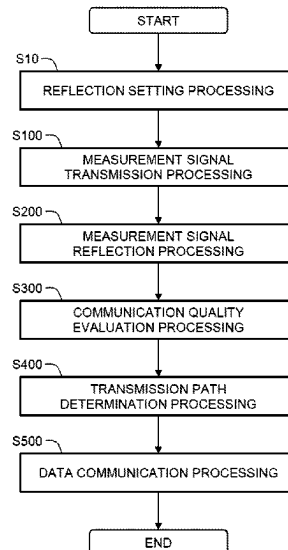 START
S10
REFLECTION SETTING PROCESSING
S100
MEASUREMENT SIGNAL
TRANSMISSION PROCESSING
S200
MEASUREMENT SIGNAL
REFLECTION PROCESSING
S300
COMMUNICATION QUALITY
EVALUATION PROCESSING
S400
TRANSMISSION PATH
DETERMINATION PROCESSING
S500
DATA COMMUNICATION PROCESSING
END